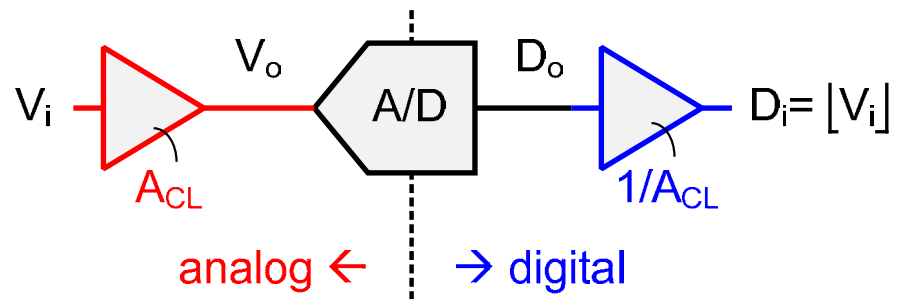 Vi
Vo
A/D
Do
Di= ⌊Vi⌋
ACL
1/ACL
analog ←
→ digital